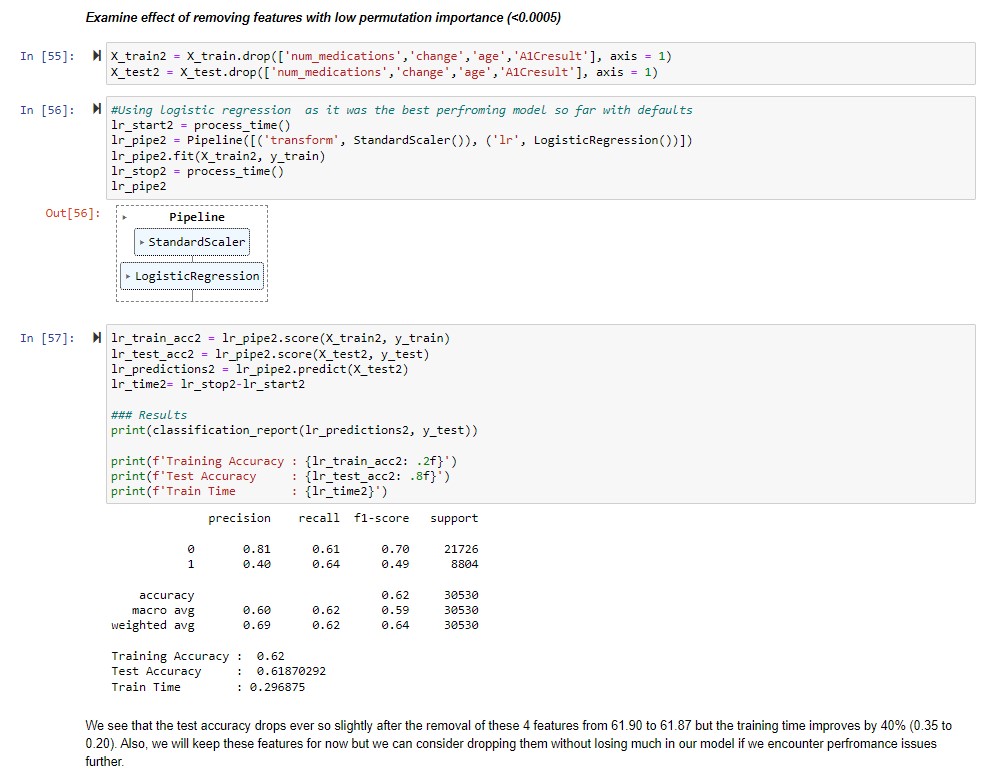 Examine effect of removing features with low permutation importance (<0.0005)
In [55]: X_train2 = X_train.drop(['num_medications','change','age','A1Cresult'], axis = 1)
X_test2 = X_test.drop(['num_medications','change','age','A1Cresult'], axis = 1)
In [56]: #Using logistic regression  as it was the best perfroming model so far with defaults
lr_start2 = process_time()
lr_pipe2 = Pipeline([('transform', StandardScaler()), ('lr', LogisticRegression())])
lr_pipe2.fit(X_train2, y_train)
lr_stop2 = process_time()
lr_pipe2
Out[56]:
Pipeline
StandardScaler
LogisticRegression
In [57]: lr_train_acc2 = lr_pipe2.score(X_train2, y_train)
lr_test_acc2 = lr_pipe2.score(X_test2, y_test)
lr_predictions2 = lr_pipe2.predict(X_test2)
lr_time2= lr_stop2-lr_start2
### Results
print(classification_report(lr_predictions2, y_test))
print(f'Training Accuracy : {lr_train_acc2: .2f}')
print(f'Test Accuracy     : {lr_test_acc2: .8f}')
print(f'Train Time        : {lr_time2}')
precision    recall  f1-score   support
0       0.81      0.61      0.70     21726
1       0.40      0.64      0.49      8804
accuracy                           0.62     30530
macro avg       0.60      0.62      0.59     30530
weighted avg       0.69      0.62      0.64     30530
Training Accuracy :  0.62
Test Accuracy     :  0.61870292
Train Time        : 0.296875
We see that the test accuracy drops ever so slightly after the removal of these 4 features from 61.90 to 61.87 but the training time improves by 40% (0.35 to
0.20). Also, we will keep these features for now but we can consider dropping them without losing much in our model if we encounter perfromance issues
further.